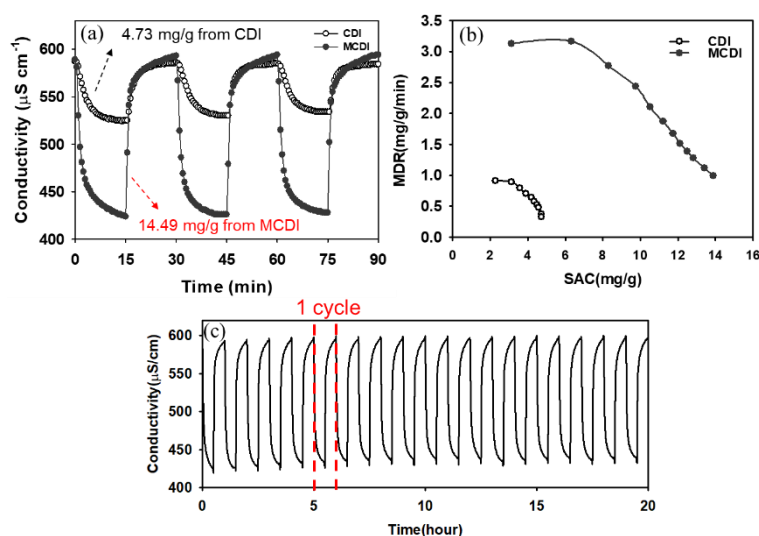 (a)
4.73 mg/g from CDI
CDI
MCDI
14.49 mg/g from MCDI
600
550
500
450
400
Conductivity (μS cm⁻¹)
0 15 30 45 60 75 90
Time (min)
(b)
CDI
MCDI
3.5
3.0
2.5
2.0
1.5
1.0
0.5
0.0
MDR(mg/g/min)
0 2 4 6 8 10 12 14 16
SAC(mg/g)
1 cycle
(c)
600
550
500
450
400
Conductivity(μS/cm)
0 5 10 15 20
Time(hour)